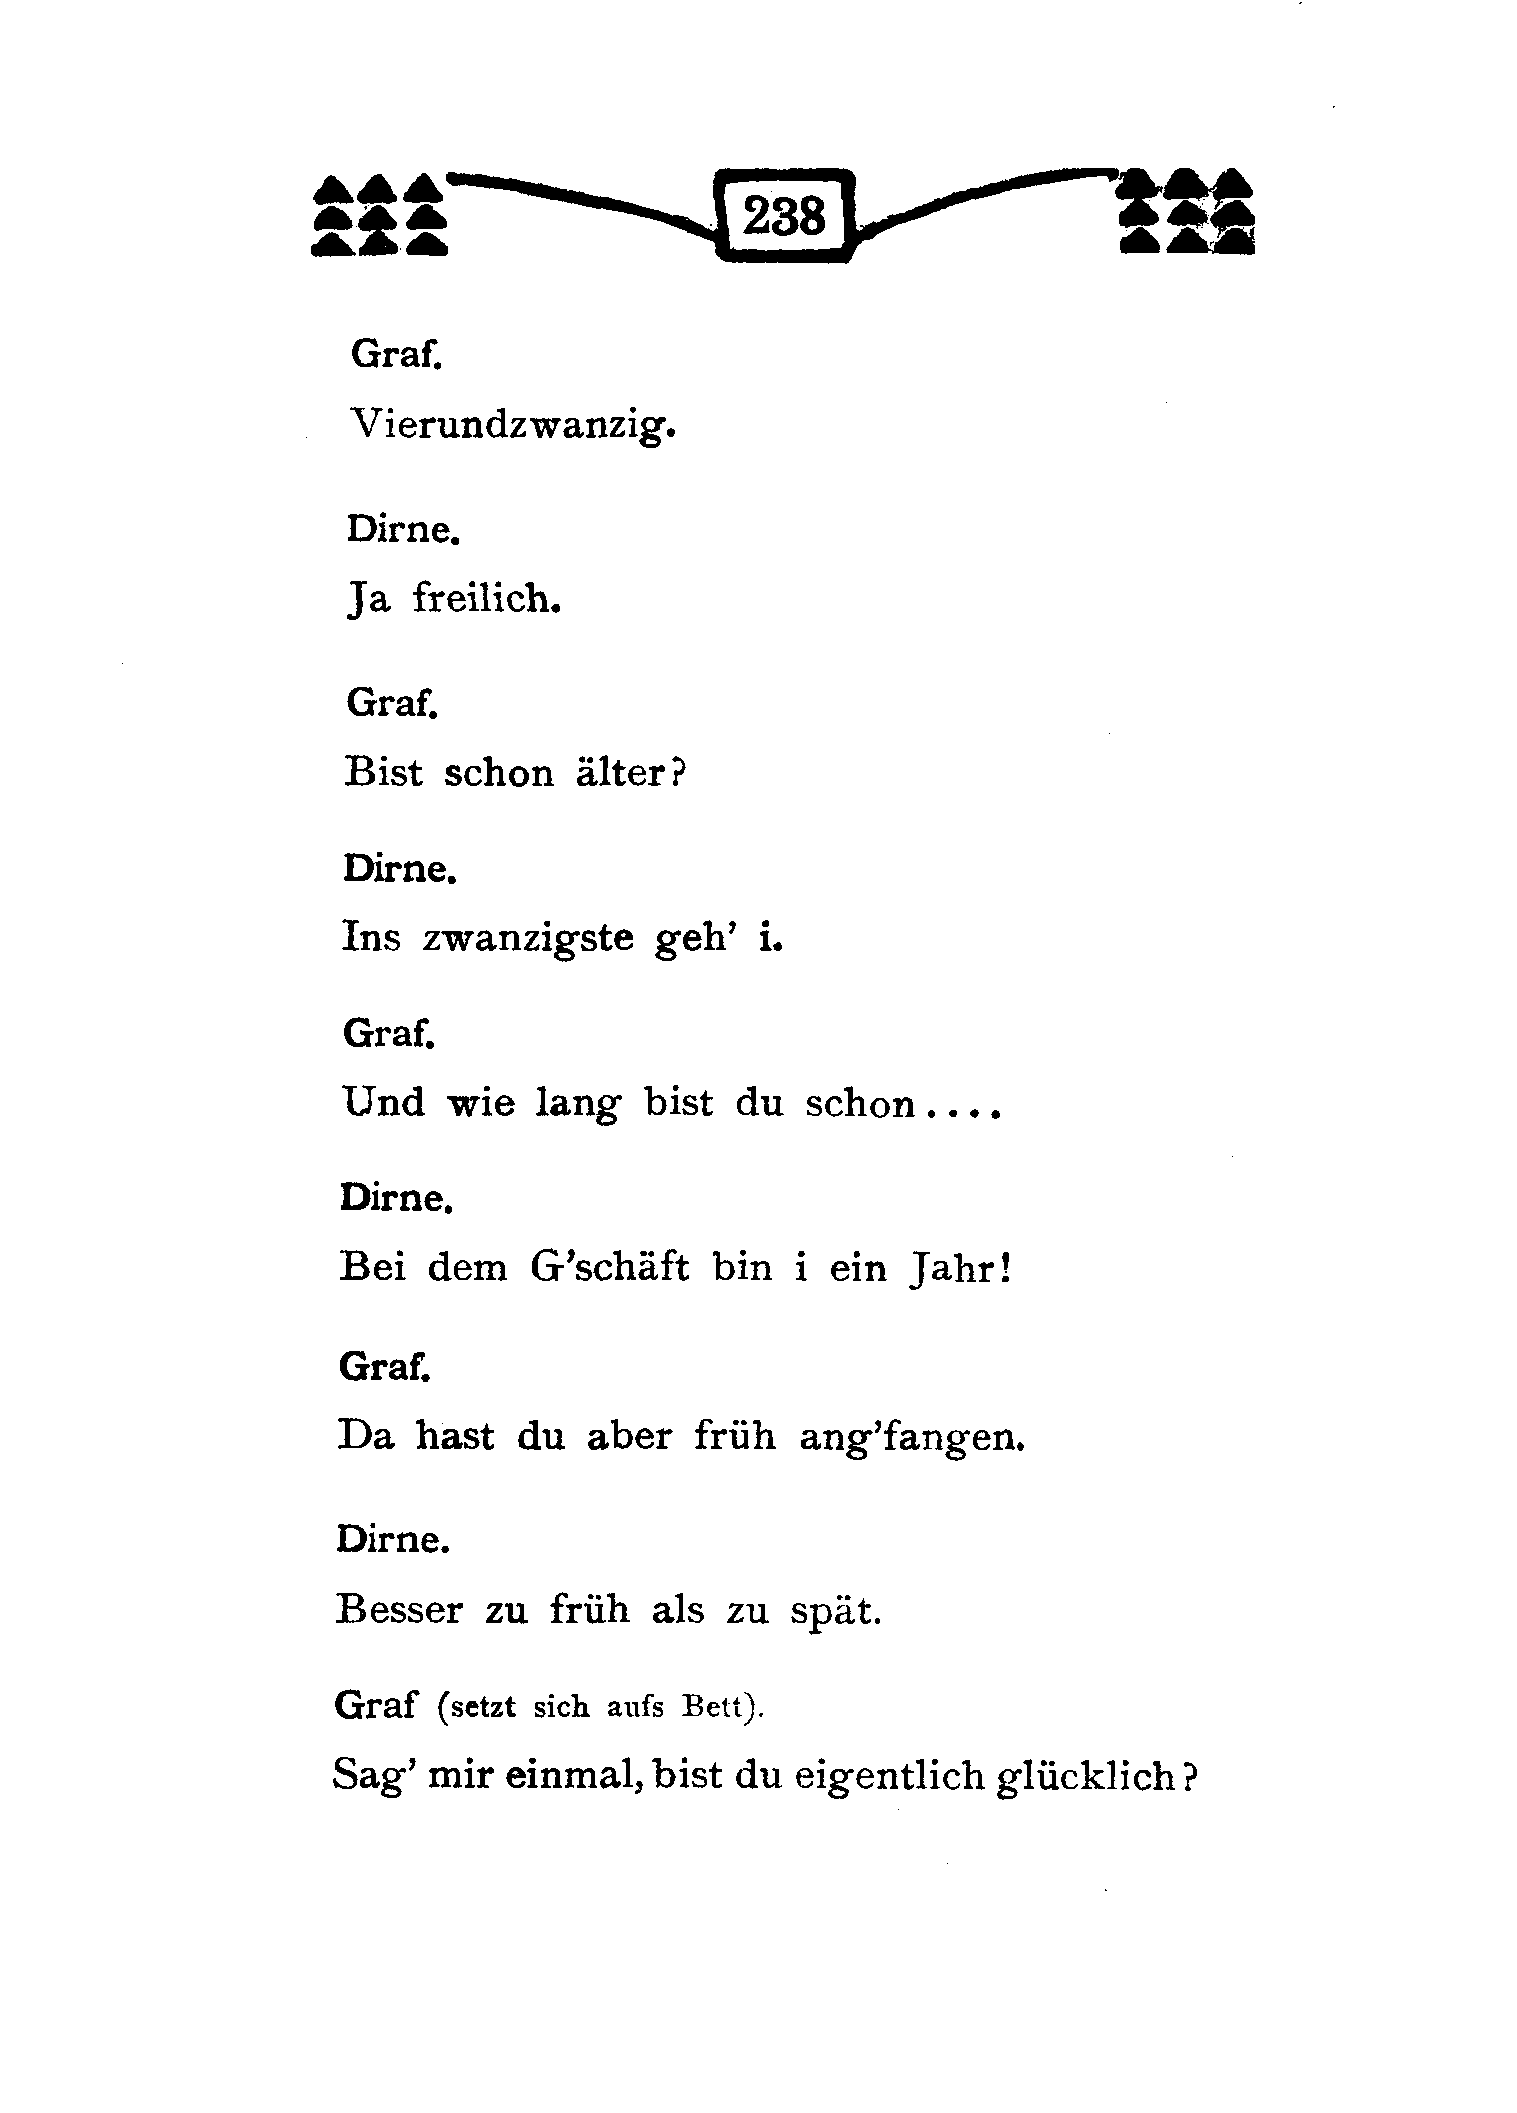 238
Graf.
Vierundzwanzig.
Dirne.
Ja freilich.
Graf.
Bist schon älter?
Dirne.
Ins zwanzigste geh’ i.
Graf.
Und wie lang bist du schon....
Dirne.
Bei dem G’schäft bin i ein Jahr!
Graf.
Da hast du aber früh ang’fangen.
Dirne.
Besser zu früh als zu spät.
Graf (setzt sich aufs Bett).
Sag’ mir einmal, bist du eigentlich glücklich?